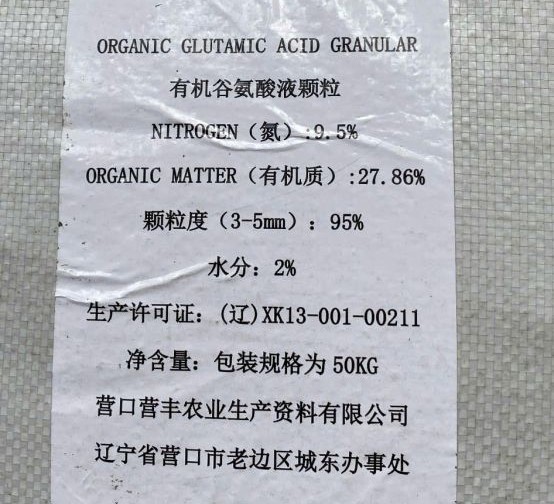 ORGANIC GLUTAMIC ACID GRANULAR
有机谷氨酸液颗粒
NITROGEN（氮）:9.5%
ORGANIC MATTER（有机质）:27.86%
颗粒度（3-5mm）：95%
水分：2%
生产许可证：(辽)XK13-001-00211
净含量：包装规格为50KG
营口营丰农业生产资料有限公司
辽宁省营口市老边区城东办事处